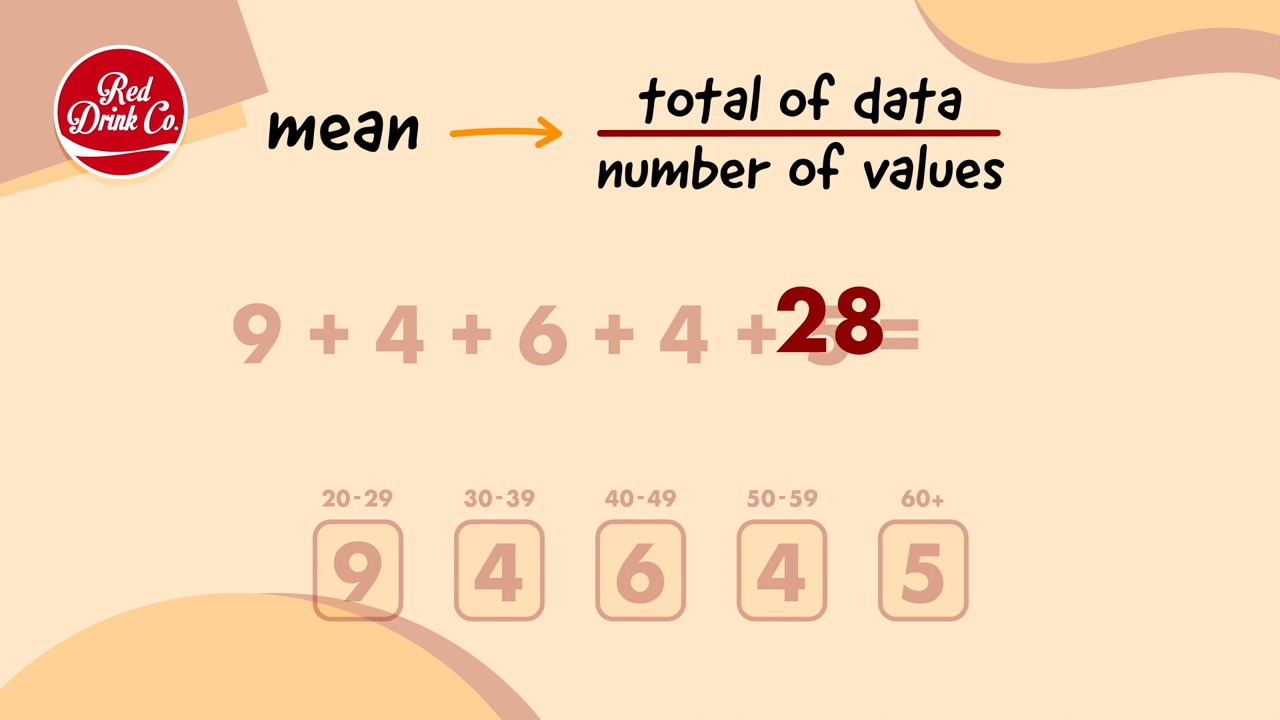 Red
Drink Co.
mean
total of data
number of values
9 + 4 + 6 + 4 + 5 =
28
20-29 30-39 40-49 50-59 60+
9 4 6 4 5